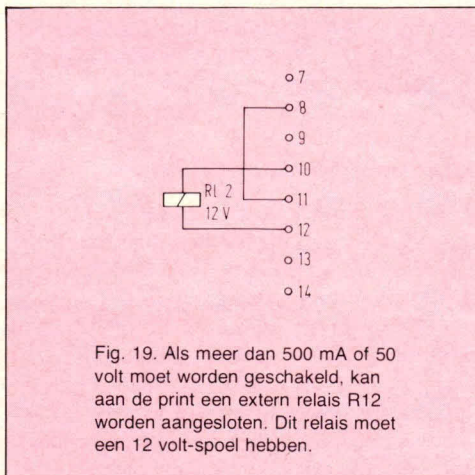 7
8
9
10
Rl 2
11
12 V
12
13
14
Fig. 19. Als meer dan 500 mA of 50
volt moet worden geschakeld, kan
aan de print een extern relais R12
worden aangesloten. Dit relais moet
een 12 volt-spoel hebben.